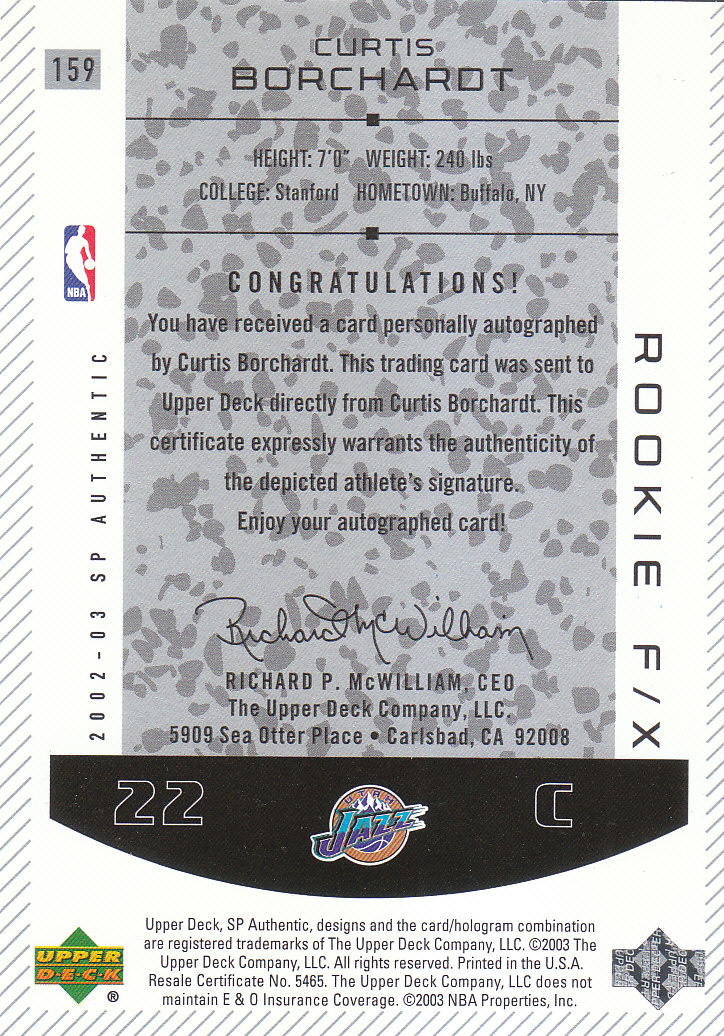 CURTIS
BORCHARDT
159
HEIGHT: 7'0" WEIGHT: 240 lbs
COLLEGE: Stanford HOMETOWN: Buffalo, NY
NBA
CONGRATULATIONS!
You have received a card personally autographed
by Curtis Borchardt. This trading card was sent to
Upper Deck directly from Curtis Borchardt. This
certificate expressly warrants the authenticity of
the depicted athlete's signature.
Enjoy your autographed card!
2002-03 SP AUTHENTIC
ROOKIE F/X
Richard McWilliam
RICHARD P. McWILLIAM, CEO
The Upper Deck Company, LLC.
5909 Sea Otter Place • Carlsbad, CA 92008
22
UTAH
JAZZ
C
Upper Deck, SP Authentic, designs and the card/hologram combination
are registered trademarks of The Upper Deck Company, LLC. ©2003 The
Upper Deck Company, LLC. All rights reserved. Printed in the U.S.A.
Resale Certificate No. 5465. The Upper Deck Company, LLC does not
maintain E & O Insurance Coverage. ©2003 NBA Properties, Inc.
UPPER
D•E•C•K
®